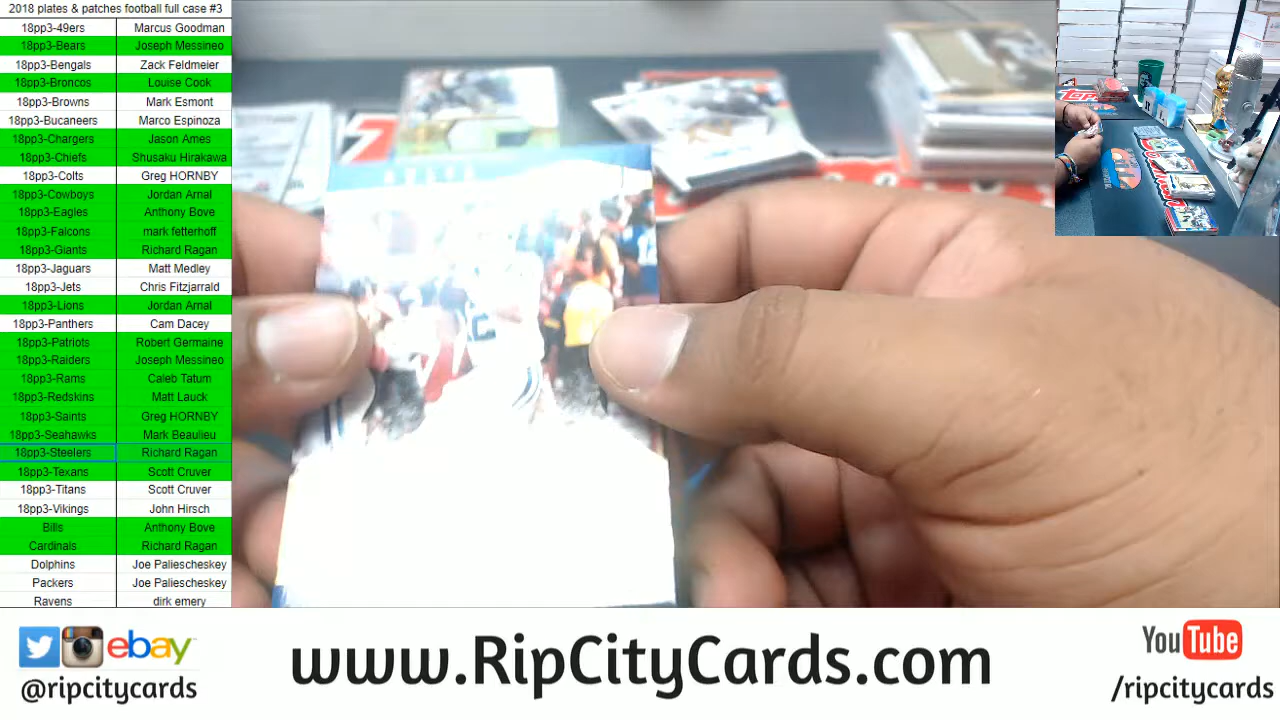 2018 plates & patches football full case #3
18pp3-49ers Marcus Goodman
18pp3-Bears Joseph Messineo
18pp3-Bengals Zack Feldmeier
18pp3-Broncos Louise Cook
18pp3-Browns Mark Esmont
18pp3-Bucaneers Marco Espinoza
18pp3-Chargers Jason Ames
18pp3-Chiefs Shusaku Hirakawa
18pp3-Colts Greg HORNBY
18pp3-Cowboys Jordan Arnal
18pp3-Eagles Anthony Bove
18pp3-Falcons mark fetterhoff
18pp3-Giants Richard Ragan
18pp3-Jaguars Matt Medley
18pp3-Jets Chris Fitzjarrald
18pp3-Lions Jordan Arnal
18pp3-Panthers Cam Dacey
18pp3-Patriots Robert Germaine
18pp3-Raiders Joseph Messineo
18pp3-Rams Caleb Tatum
18pp3-Redskins Matt Lauck
18pp3-Saints Greg HORNBY
18pp3-Seahawks Mark Beaulieu
18pp3-Steelers Richard Ragan
18pp3-Texans Scott Cruver
18pp3-Titans Scott Cruver
18pp3-Vikings John Hirsch
Bills Anthony Bove
Cardinals Richard Ragan
Dolphins Joe Paliescheskey
Packers Joe Paliescheskey
Ravens dirk emery
ebay
@ripcitycards
www.RipCityCards.com
YouTube
/ripcitycards